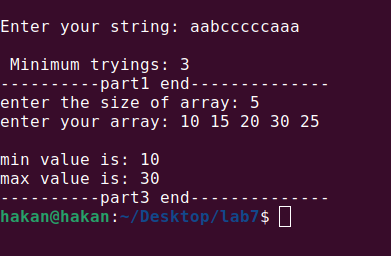 Enter your string: aabcccccaaa
Minimum tryings: 3
----------part1 end--------------
enter the size of array: 5
enter your array: 10 15 20 30 25
min value is: 10
max value is: 30
----------part3 end--------------
hakan@hakan:~/Desktop/lab7$